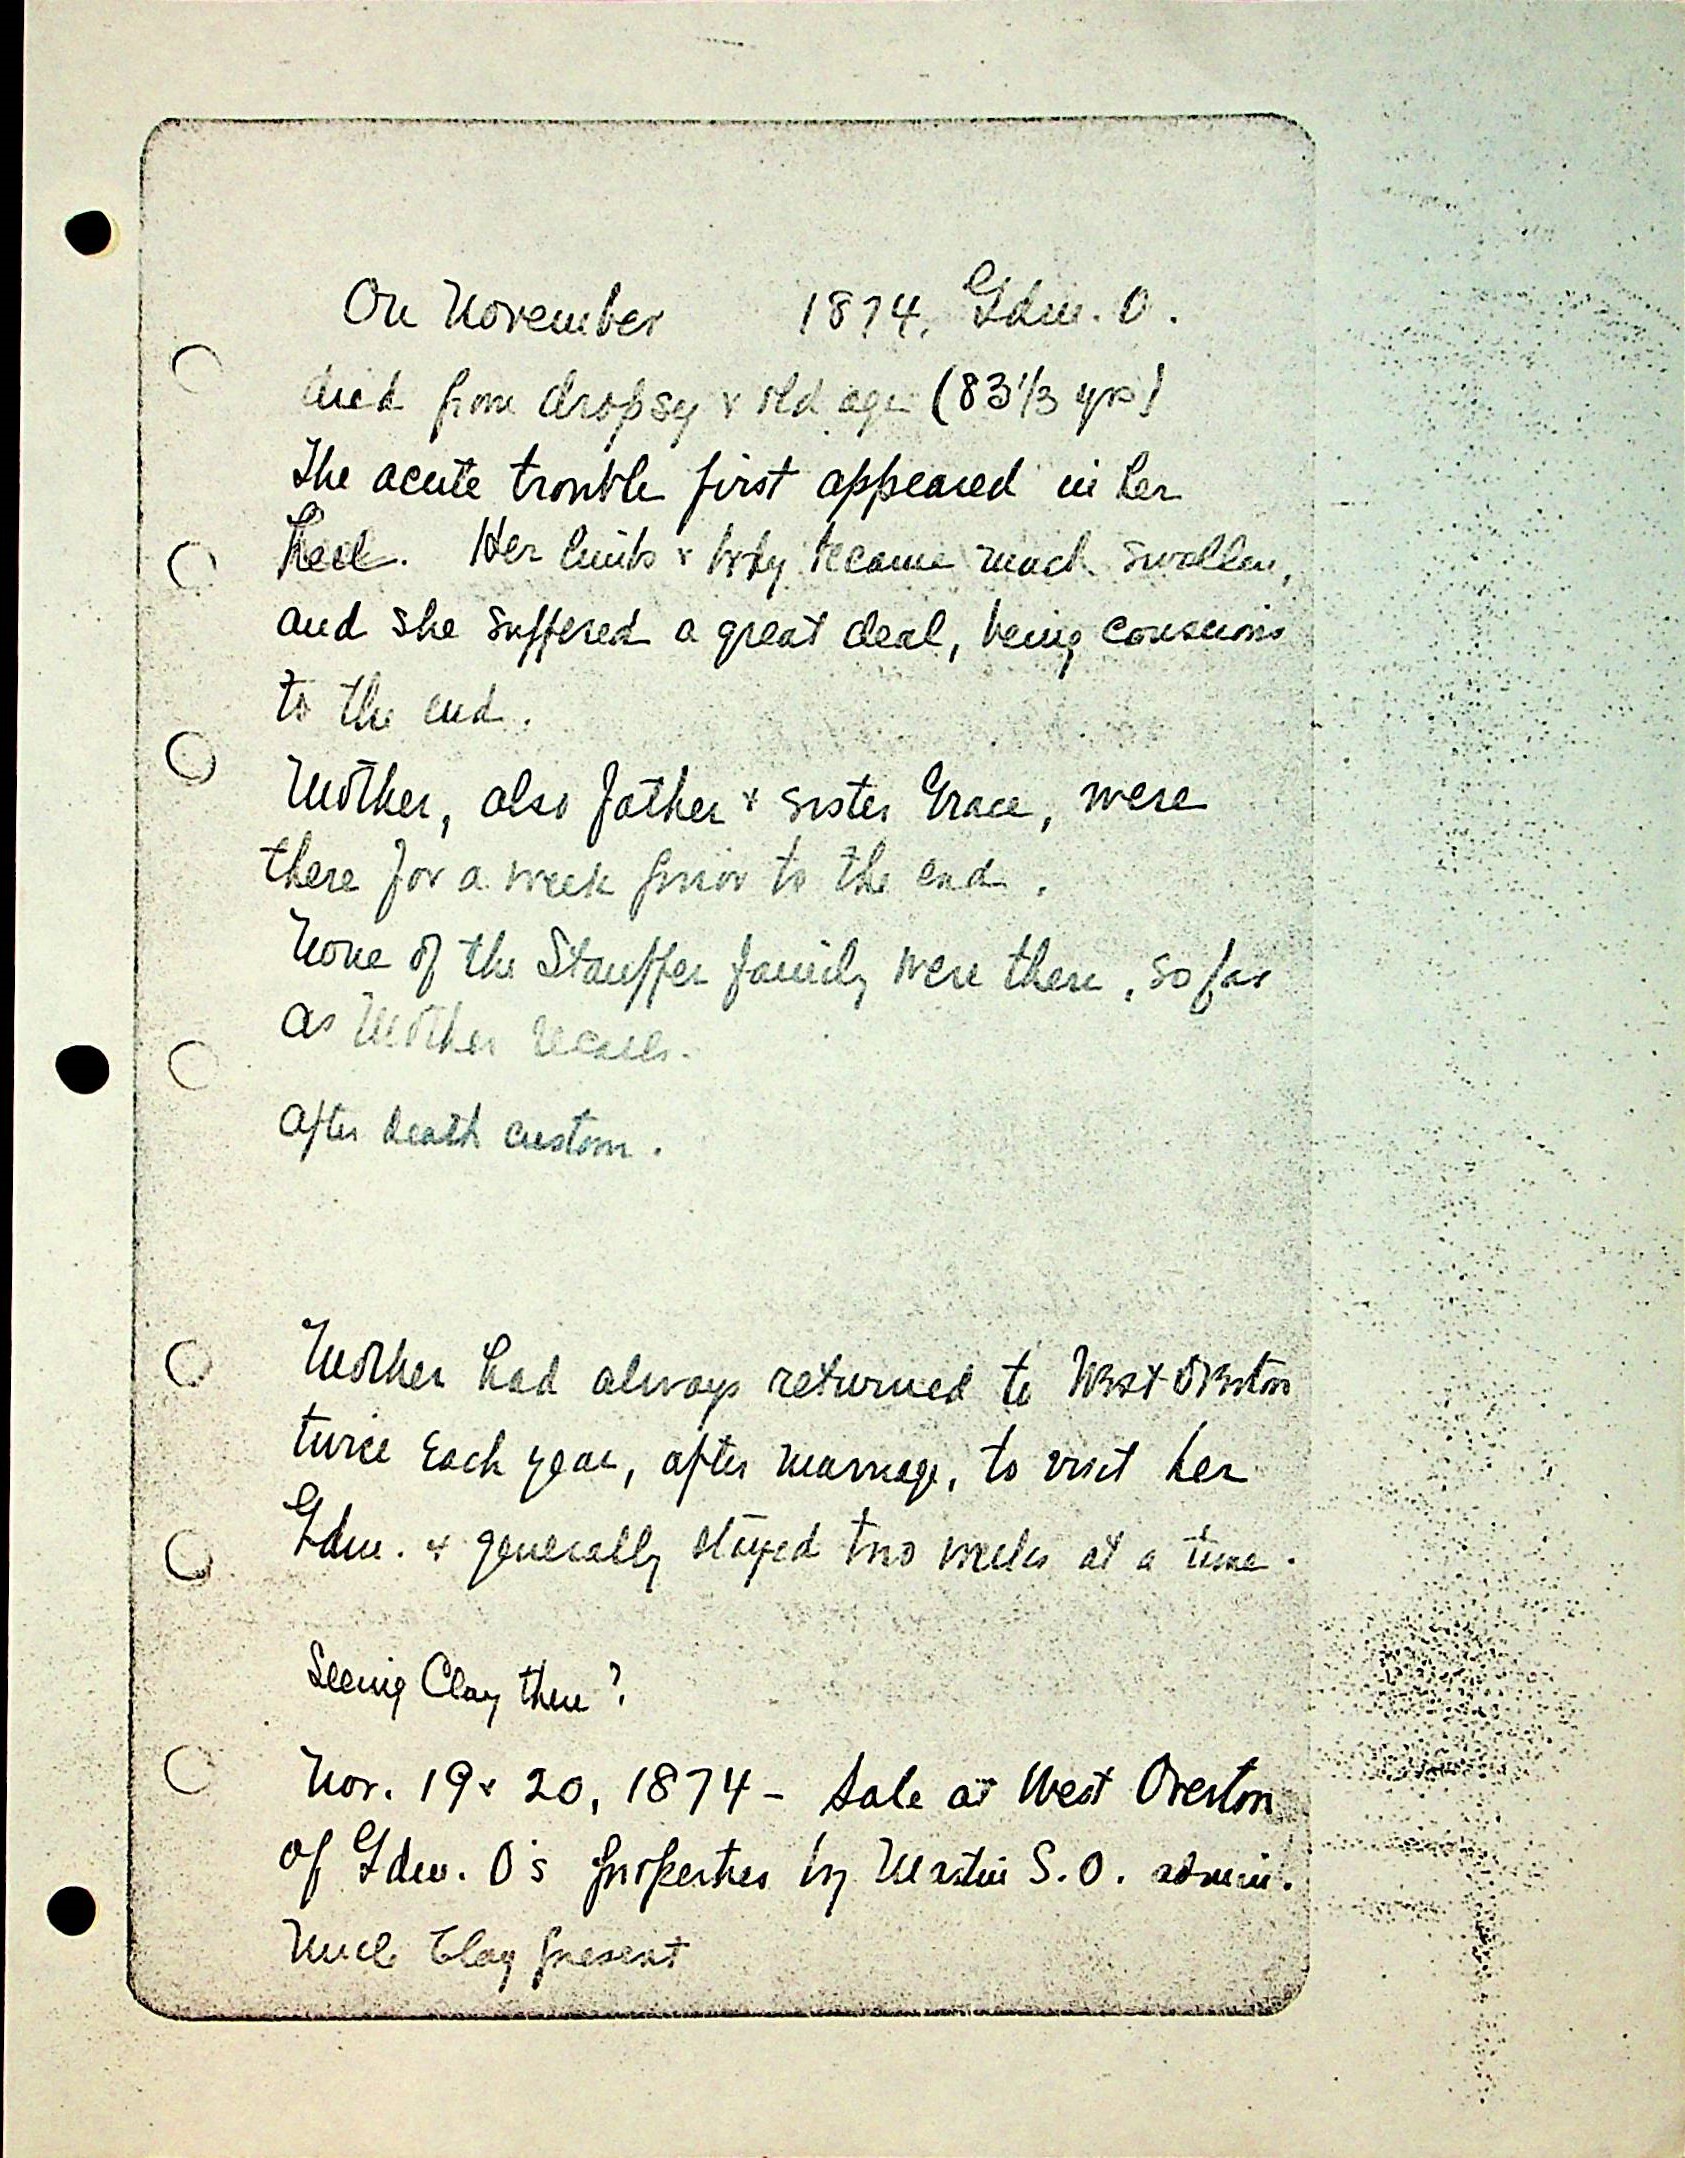 On November 1874, Gdm. O.
died from dropsy & old age (83 1/3 yrs)
The acute trouble first appeared in her
heel. Her limbs & body became much swollen,
and she suffered a great deal, being conscious
to the end.
Mother, also father & sister Grace, were
there for a week prior to the end.
None of the Stauffer family were there, so far
as Mother recalls.
After death custom.
Mother had always returned to West Overton
twice each year, after marriage, to visit her
Gdm. & generally stayed two weeks at a time.
Seeing Clay there?
Nov. 19 & 20, 1874 - Sale at West Overton
of Gdm. O's properties by Martin S. O. admin.
Uncle Clay present